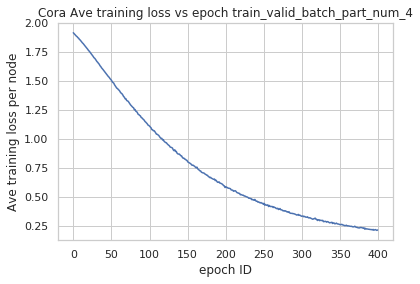 Cora Ave training loss vs epoch train_valid_batch_part_num_4
Ave training loss per node
2.00
1.75
1.50
1.25
1.00
0.75
0.50
0.25
0 50 100 150 200 250 300 350 400
epoch ID